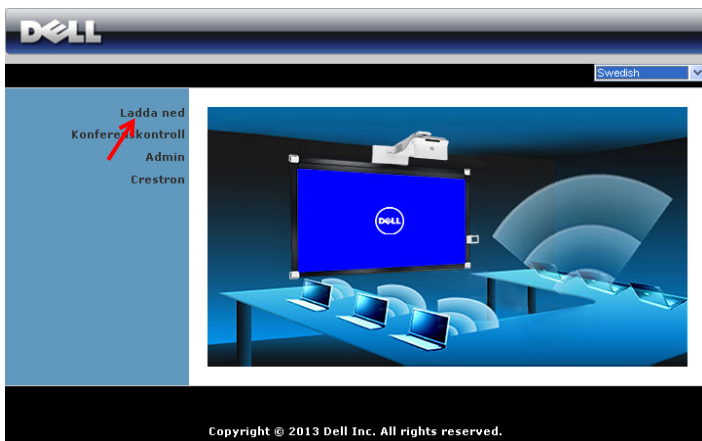 DELL
Swedish
Ladda ned
Konferenskontroll
Admin
Crestron
DELL
Copyright © 2013 Dell Inc. All rights reserved.